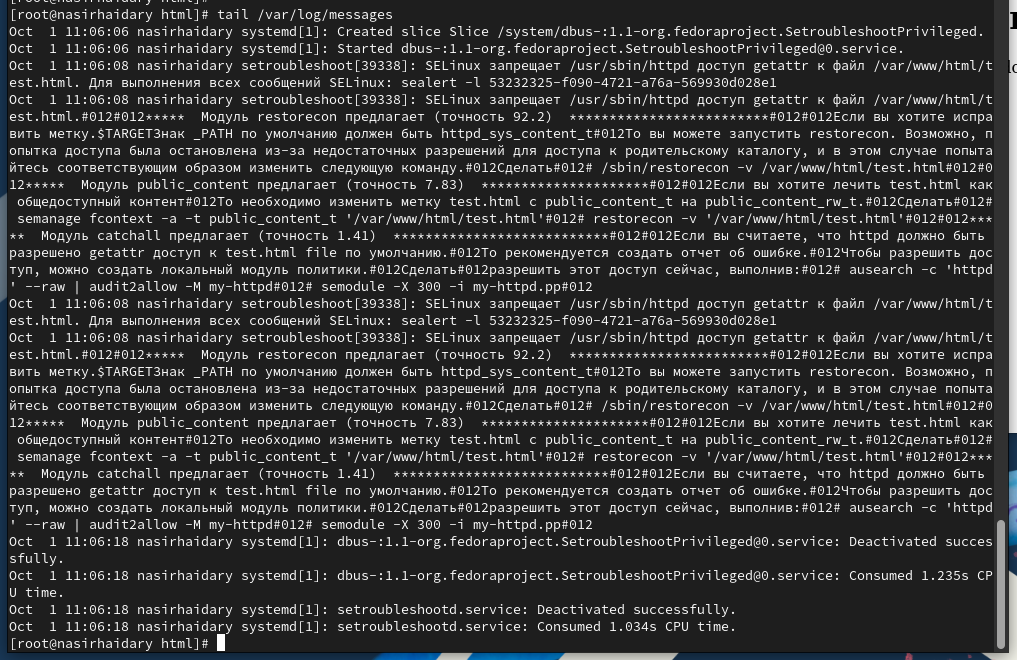 [root@nasirhaidary html]# tail /var/log/messages
Oct  1 11:06:06 nasirhaidary systemd[1]: Created slice Slice /system/dbus-:1.1-org.fedoraproject.SetroubleshootPrivileged.
Oct  1 11:06:06 nasirhaidary systemd[1]: Started dbus-:1.1-org.fedoraproject.SetroubleshootPrivileged@0.service.
Oct  1 11:06:08 nasirhaidary setroubleshoot[39338]: SELinux запрещает /usr/sbin/httpd доступ getattr к файл /var/www/html/t
est.html. Для выполнения всех сообщений SELinux: sealert -l 53232325-f090-4721-a76a-569930d028e1
Oct  1 11:06:08 nasirhaidary setroubleshoot[39338]: SELinux запрещает /usr/sbin/httpd доступ getattr к файл /var/www/html/t
est.html.#012#012*****  Модуль restorecon предлагает (точность 92.2)  *************************#012#012Если вы хотите испра
вить метку.$TARGETЗнак _PATH по умолчанию должен быть httpd_sys_content_t#012То вы можете запустить restorecon. Возможно, п
опытка доступа была остановлена из-за недостаточных разрешений для доступа к родительскому каталогу, и в этом случае попыта
йтесь соответствующим образом изменить следующую команду.#012Сделать#012# /sbin/restorecon -v /var/www/html/test.html#012#0
12*****  Модуль public_content предлагает (точность 7.83)  *********************#012#012Если вы хотите лечить test.html как
 общедоступный контент#012То необходимо изменить метку test.html с public_content_t на public_content_rw_t.#012Сделать#012#
 semanage fcontext -a -t public_content_t '/var/www/html/test.html'#012# restorecon -v '/var/www/html/test.html'#012#012***
**  Модуль catchall предлагает (точность 1.41)  ***************************#012#012Если вы считаете, что httpd должно быть 
разрешено getattr доступ к test.html file по умолчанию.#012То рекомендуется создать отчет об ошибке.#012Чтобы разрешить дос
туп, можно создать локальный модуль политики.#012Сделать#012разрешить этот доступ сейчас, выполнив:#012# ausearch -c 'httpd
' --raw | audit2allow -M my-httpd#012# semodule -X 300 -i my-httpd.pp#012
Oct  1 11:06:08 nasirhaidary setroubleshoot[39338]: SELinux запрещает /usr/sbin/httpd доступ getattr к файл /var/www/html/t
est.html. Для выполнения всех сообщений SELinux: sealert -l 53232325-f090-4721-a76a-569930d028e1
Oct  1 11:06:08 nasirhaidary setroubleshoot[39338]: SELinux запрещает /usr/sbin/httpd доступ getattr к файл /var/www/html/t
est.html.#012#012*****  Модуль restorecon предлагает (точность 92.2)  *************************#012#012Если вы хотите испра
вить метку.$TARGETЗнак _PATH по умолчанию должен быть httpd_sys_content_t#012То вы можете запустить restorecon. Возможно, п
опытка доступа была остановлена из-за недостаточных разрешений для доступа к родительскому каталогу, и в этом случае попыта
йтесь соответствующим образом изменить следующую команду.#012Сделать#012# /sbin/restorecon -v /var/www/html/test.html#012#0
12*****  Модуль public_content предлагает (точность 7.83)  *********************#012#012Если вы хотите лечить test.html как
 общедоступный контент#012То необходимо изменить метку test.html с public_content_t на public_content_rw_t.#012Сделать#012#
 semanage fcontext -a -t public_content_t '/var/www/html/test.html'#012# restorecon -v '/var/www/html/test.html'#012#012***
**  Модуль catchall предлагает (точность 1.41)  ***************************#012#012Если вы считаете, что httpd должно быть 
разрешено getattr доступ к test.html file по умолчанию.#012То рекомендуется создать отчет об ошибке.#012Чтобы разрешить дос
туп, можно создать локальный модуль политики.#012Сделать#012разрешить этот доступ сейчас, выполнив:#012# ausearch -c 'httpd
' --raw | audit2allow -M my-httpd#012# semodule -X 300 -i my-httpd.pp#012
Oct  1 11:06:18 nasirhaidary systemd[1]: dbus-:1.1-org.fedoraproject.SetroubleshootPrivileged@0.service: Deactivated succes
sfully.
Oct  1 11:06:18 nasirhaidary systemd[1]: dbus-:1.1-org.fedoraproject.SetroubleshootPrivileged@0.service: Consumed 1.235s CP
U time.
Oct  1 11:06:18 nasirhaidary systemd[1]: setroubleshootd.service: Deactivated successfully.
Oct  1 11:06:18 nasirhaidary systemd[1]: setroubleshootd.service: Consumed 1.034s CPU time.
[root@nasirhaidary html]#